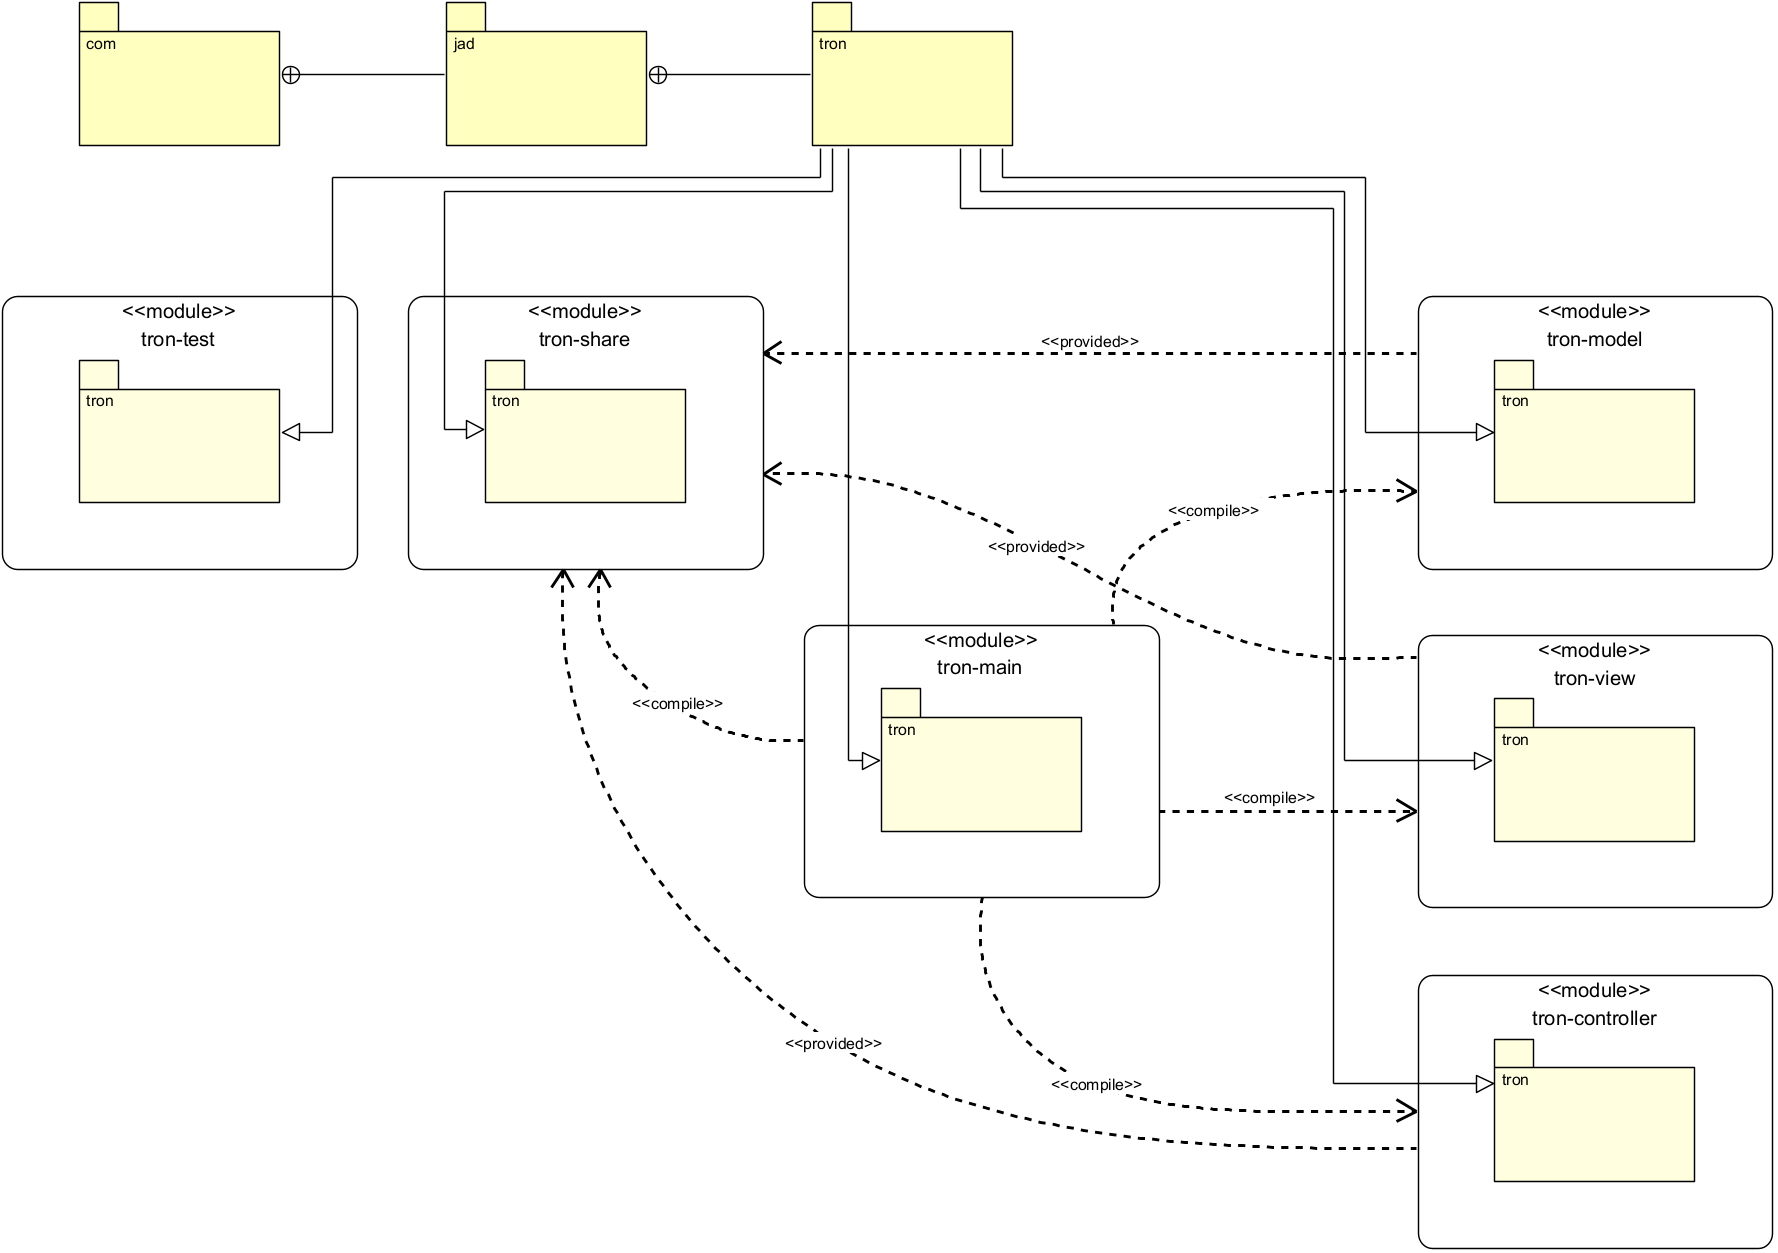 com
jad
tron
<<module>>
tron-test
tron
<<module>>
tron-share
tron
<<provided>>
<<module>>
tron-model
tron
<<compile>>
<<provided>>
<<module>>
tron-main
tron
<<compile>>
<<module>>
tron-view
tron
<<compile>>
<<module>>
tron-controller
tron
<<provided>>
<<compile>>